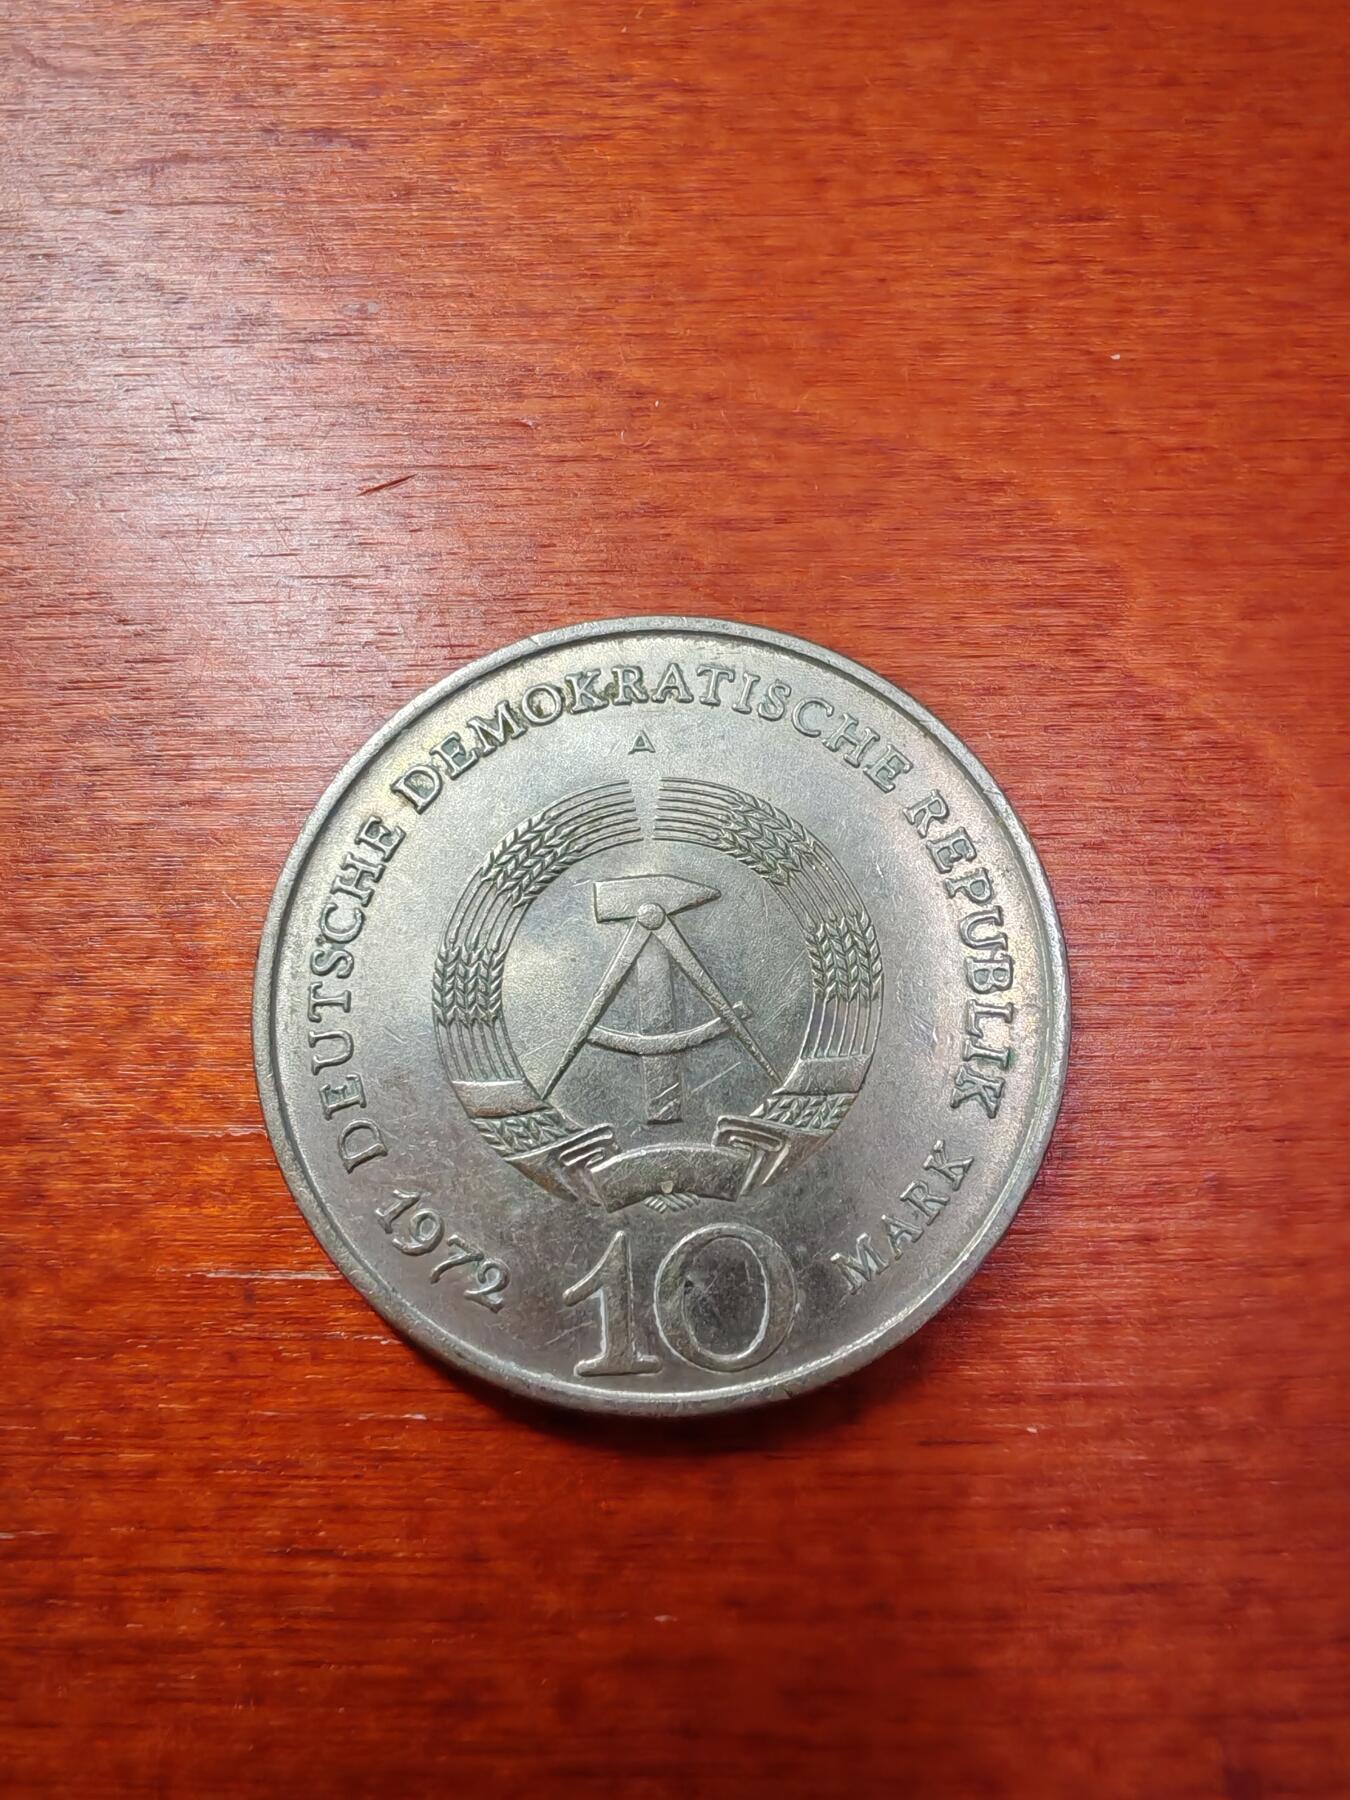 DEUTSCHE DEMOKRATISCHE REPUBLIK
A
1972
10
MARK